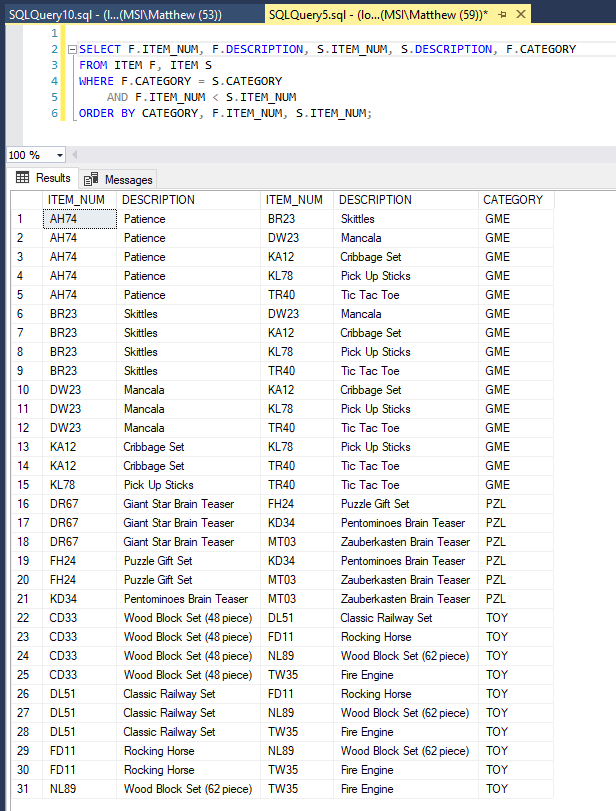 SQLQuery10.sql - (l...(MSI\Matthew (53)) SQLQuery5.sql - (lo...(MSI\Matthew (59))*
1
2 SELECT F.ITEM_NUM, F.DESCRIPTION, S.ITEM_NUM, S.DESCRIPTION, F.CATEGORY
3 FROM ITEM F, ITEM S
4 WHERE F.CATEGORY = S.CATEGORY
5 AND F.ITEM_NUM < S.ITEM_NUM
6 ORDER BY CATEGORY, F.ITEM_NUM, S.ITEM_NUM;
100 %
Results Messages
ITEM_NUM DESCRIPTION ITEM_NUM DESCRIPTION CATEGORY
1 AH74 Patience BR23 Skittles GME
2 AH74 Patience DW23 Mancala GME
3 AH74 Patience KA12 Cribbage Set GME
4 AH74 Patience KL78 Pick Up Sticks GME
5 AH74 Patience TR40 Tic Tac Toe GME
6 BR23 Skittles DW23 Mancala GME
7 BR23 Skittles KA12 Cribbage Set GME
8 BR23 Skittles KL78 Pick Up Sticks GME
9 BR23 Skittles TR40 Tic Tac Toe GME
10 DW23 Mancala KA12 Cribbage Set GME
11 DW23 Mancala KL78 Pick Up Sticks GME
12 DW23 Mancala TR40 Tic Tac Toe GME
13 KA12 Cribbage Set KL78 Pick Up Sticks GME
14 KA12 Cribbage Set TR40 Tic Tac Toe GME
15 KL78 Pick Up Sticks TR40 Tic Tac Toe GME
16 DR67 Giant Star Brain Teaser FH24 Puzzle Gift Set PZL
17 DR67 Giant Star Brain Teaser KD34 Pentominoes Brain Teaser PZL
18 DR67 Giant Star Brain Teaser MT03 Zauberkasten Brain Teaser PZL
19 FH24 Puzzle Gift Set KD34 Pentominoes Brain Teaser PZL
20 FH24 Puzzle Gift Set MT03 Zauberkasten Brain Teaser PZL
21 KD34 Pentominoes Brain Teaser MT03 Zauberkasten Brain Teaser PZL
22 CD33 Wood Block Set (48 piece) DL51 Classic Railway Set TOY
23 CD33 Wood Block Set (48 piece) FD11 Rocking Horse TOY
24 CD33 Wood Block Set (48 piece) NL89 Wood Block Set (62 piece) TOY
25 CD33 Wood Block Set (48 piece) TW35 Fire Engine TOY
26 DL51 Classic Railway Set FD11 Rocking Horse TOY
27 DL51 Classic Railway Set NL89 Wood Block Set (62 piece) TOY
28 DL51 Classic Railway Set TW35 Fire Engine TOY
29 FD11 Rocking Horse NL89 Wood Block Set (62 piece) TOY
30 FD11 Rocking Horse TW35 Fire Engine TOY
31 NL89 Wood Block Set (62 piece) TW35 Fire Engine TOY